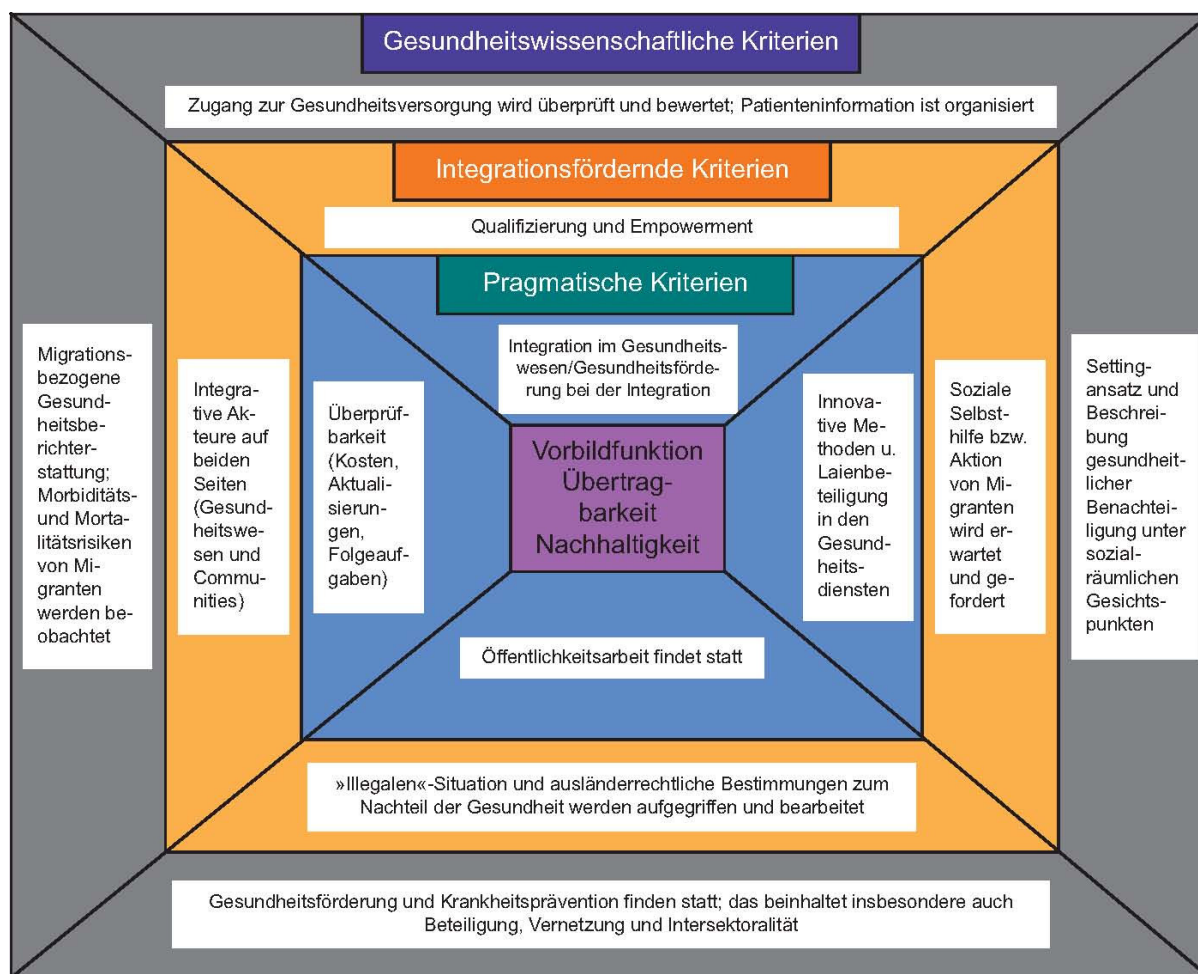 Gesundheitswissenschaftliche Kriterien
Zugang zur Gesundheitsversorgung wird überprüft und bewertet; Patienteninformation ist organisiert
Integrationsfördernde Kriterien
Qualifizierung und Empowerment
Pragmatische Kriterien
Integration im Gesundheits-
wesen/Gesundheitsförde-
rung bei der Integration
Migrations-
bezogene
Gesund-
heitsbe-
richter-
stattung;
Morbiditäts-
und Morta-
litätsrisiken
von Mi-
granten
werden be-
obachtet
Integra-
tive Ak-
teure auf
beiden
Seiten
(Gesund-
heitswe-
sen und
Commu-
nities)
Überprüf-
barkeit
(Kosten,
Aktuali-
sierun-
gen,
Folgeauf-
gaben)
Vorbildfunktion
Übertrag-
barkeit
Nachhaltigkeit
Innova-
tive Me-
thoden u.
Laienbe-
teiligung
in den
Gesund-
heits-
diensten
Soziale
Selbst-
hilfe bzw.
Aktion
von Mi-
granten
wird er-
wartet
und ge-
fordert
Setting-
ansatz und
Beschrei-
bung
gesundheit-
licher
Benachtei-
ligung unter
sozial-
räumlichen
Gesichts-
punkten
Öffentlichkeitsarbeit findet statt
»Illegalen«-Situation und ausländerrechtliche Bestimmungen zum
Nachteil der Gesundheit werden aufgegriffen und bearbeitet
Gesundheitsförderung und Krankheitsprävention finden statt; das beinhaltet insbesondere auch
Beteiligung, Vernetzung und Intersektoralität